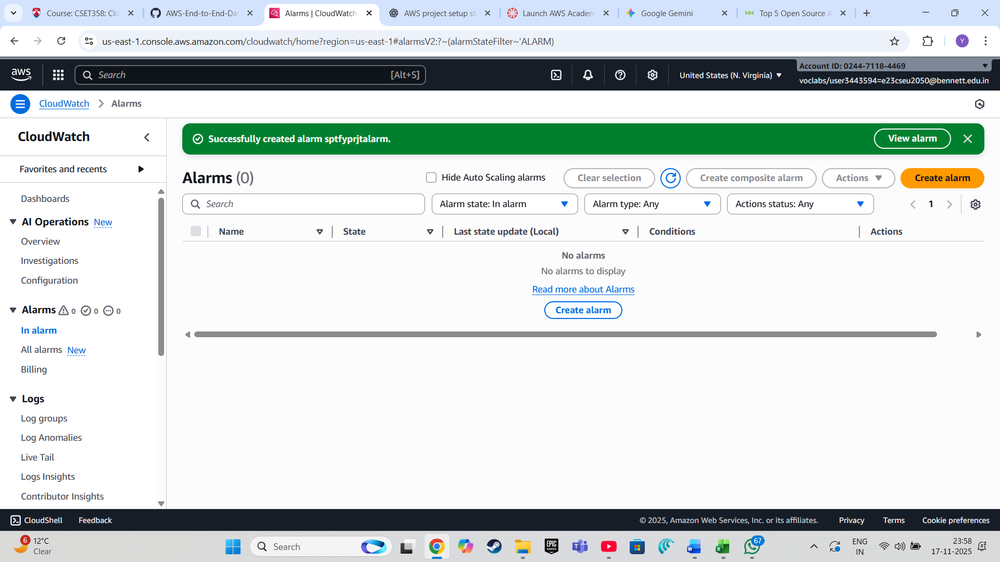 Course: CSET358: Clo
AWS-End-to-End-Dat
Alarms | CloudWatch
AWS project setup st
Launch AWS Academ
Google Gemini
Top 5 Open Source A
us-east-1.console.aws.amazon.com/cloudwatch/home?region=us-east-1#alarmsV2:?~(alarmStateFilter~'ALARM)
Y
aws
Search
[Alt+S]
United States (N. Virginia)
Account ID: 0244-7118-4469
voclabs/user3443594=e23cseu2050@bennett.edu.in
CloudWatch
Alarms
CloudWatch
Favorites and recents
Dashboards
AI Operations New
Overview
Investigations
Configuration
Alarms 0 0 0
In alarm
All alarms New
Billing
Logs
Log groups
Log Anomalies
Live Tail
Logs Insights
Contributor Insights
Successfully created alarm sptfyprjtalarm.
View alarm
Alarms (0)
Hide Auto Scaling alarms
Clear selection
Create composite alarm
Actions
Create alarm
Search
Alarm state: In alarm
Alarm type: Any
Actions status: Any
1
Name
State
Last state update (Local)
Conditions
Actions
No alarms
No alarms to display
Read more about Alarms
Create alarm
CloudShell
Feedback
© 2025, Amazon Web Services, Inc. or its affiliates.
Privacy
Terms
Cookie preferences
6
12°C
Clear
Search
EPIC GAMES
67
ENG
IN
23:58
17-11-2025